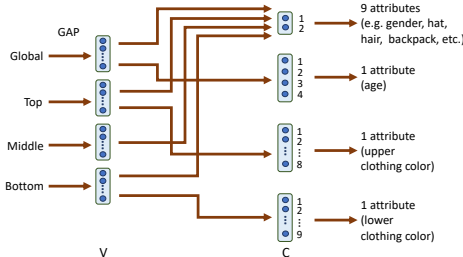 GAP
Global
Top
Middle
Bottom
V
1
2
1
2
3
4
1
2
⋮
8
1
2
⋮
9
C
9 attributes
(e.g. gender, hat,
hair, backpack, etc.)
1 attribute
(age)
1 attribute
(upper
clothing color)
1 attribute
(lower
clothing color)